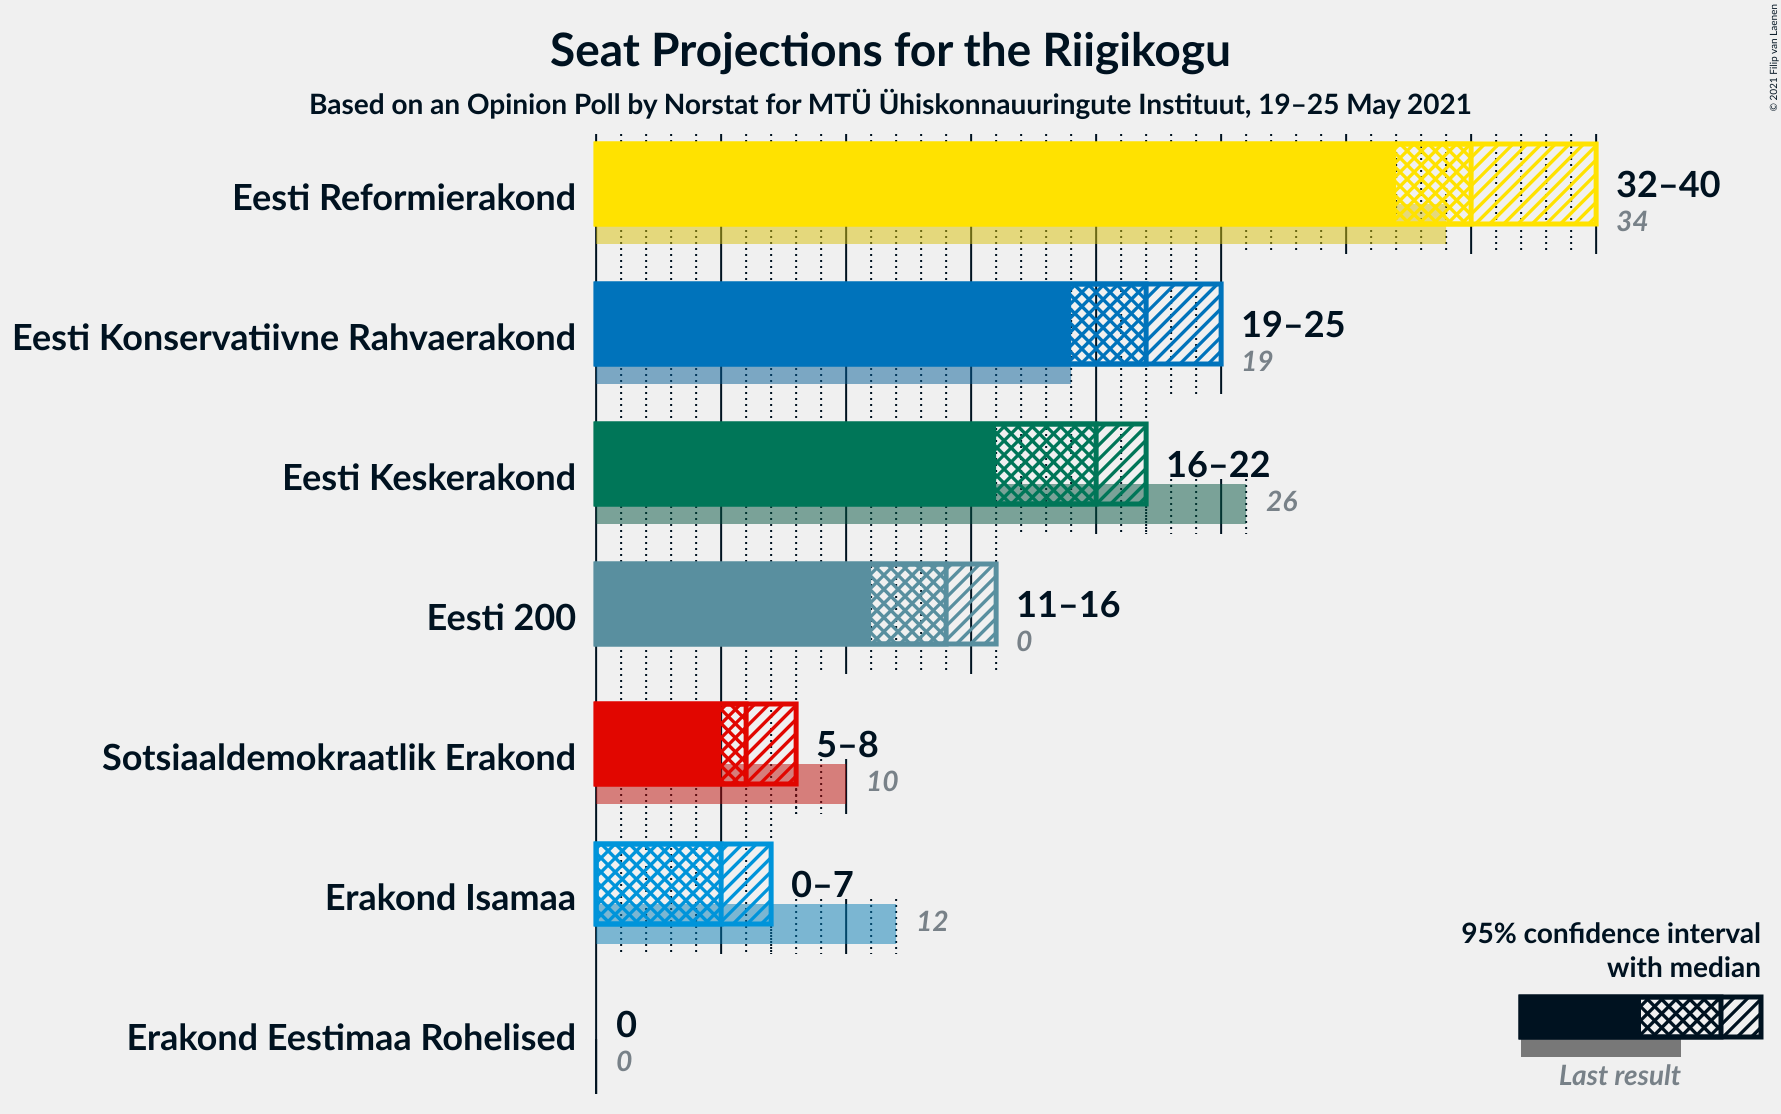 Seat Projections for the Riigikogu
Based on an Opinion Poll by Norstat for MTÜ Ühiskonnauuringute Instituut, 19–25 May 2021
© 2021 Filip van Laenen
Eesti Reformierakond
32–40
34
Eesti Konservatiivne Rahvaerakond
19–25
19
Eesti Keskerakond
16–22
26
Eesti 200
11–16
0
Sotsiaaldemokraatlik Erakond
5–8
10
Erakond Isamaa
0–7
12
Erakond Eestimaa Rohelised
0
0
95% confidence interval
with median
Last result